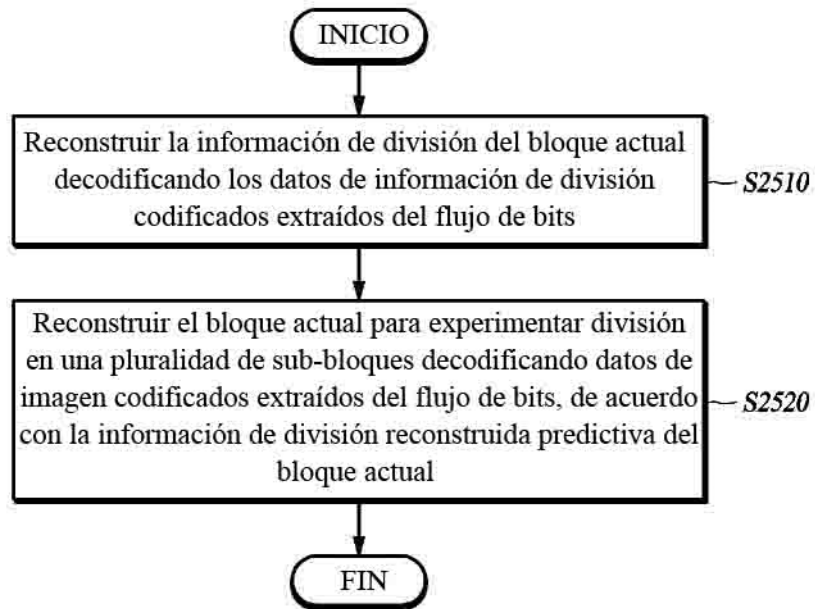 INICIO
Reconstruir la información de división del bloque actual
decodificando los datos de información de división
codificados extraídos del flujo de bits
S2510
Reconstruir el bloque actual para experimentar división
en una pluralidad de sub-bloques decodificando datos de
imagen codificados extraídos del flujo de bits, de acuerdo
con la información de división reconstruida predictiva del
bloque actual
S2520
FIN